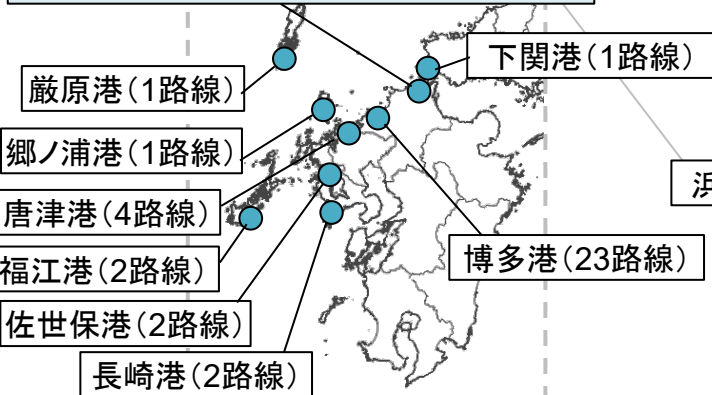 下関港（1路線）
厳原港（1路線）
郷ノ浦港（1路線）
浜
唐津港（4路線）
博多港（23路線）
福江港（2路線）
佐世保港（2路線）
長崎港（2路線）